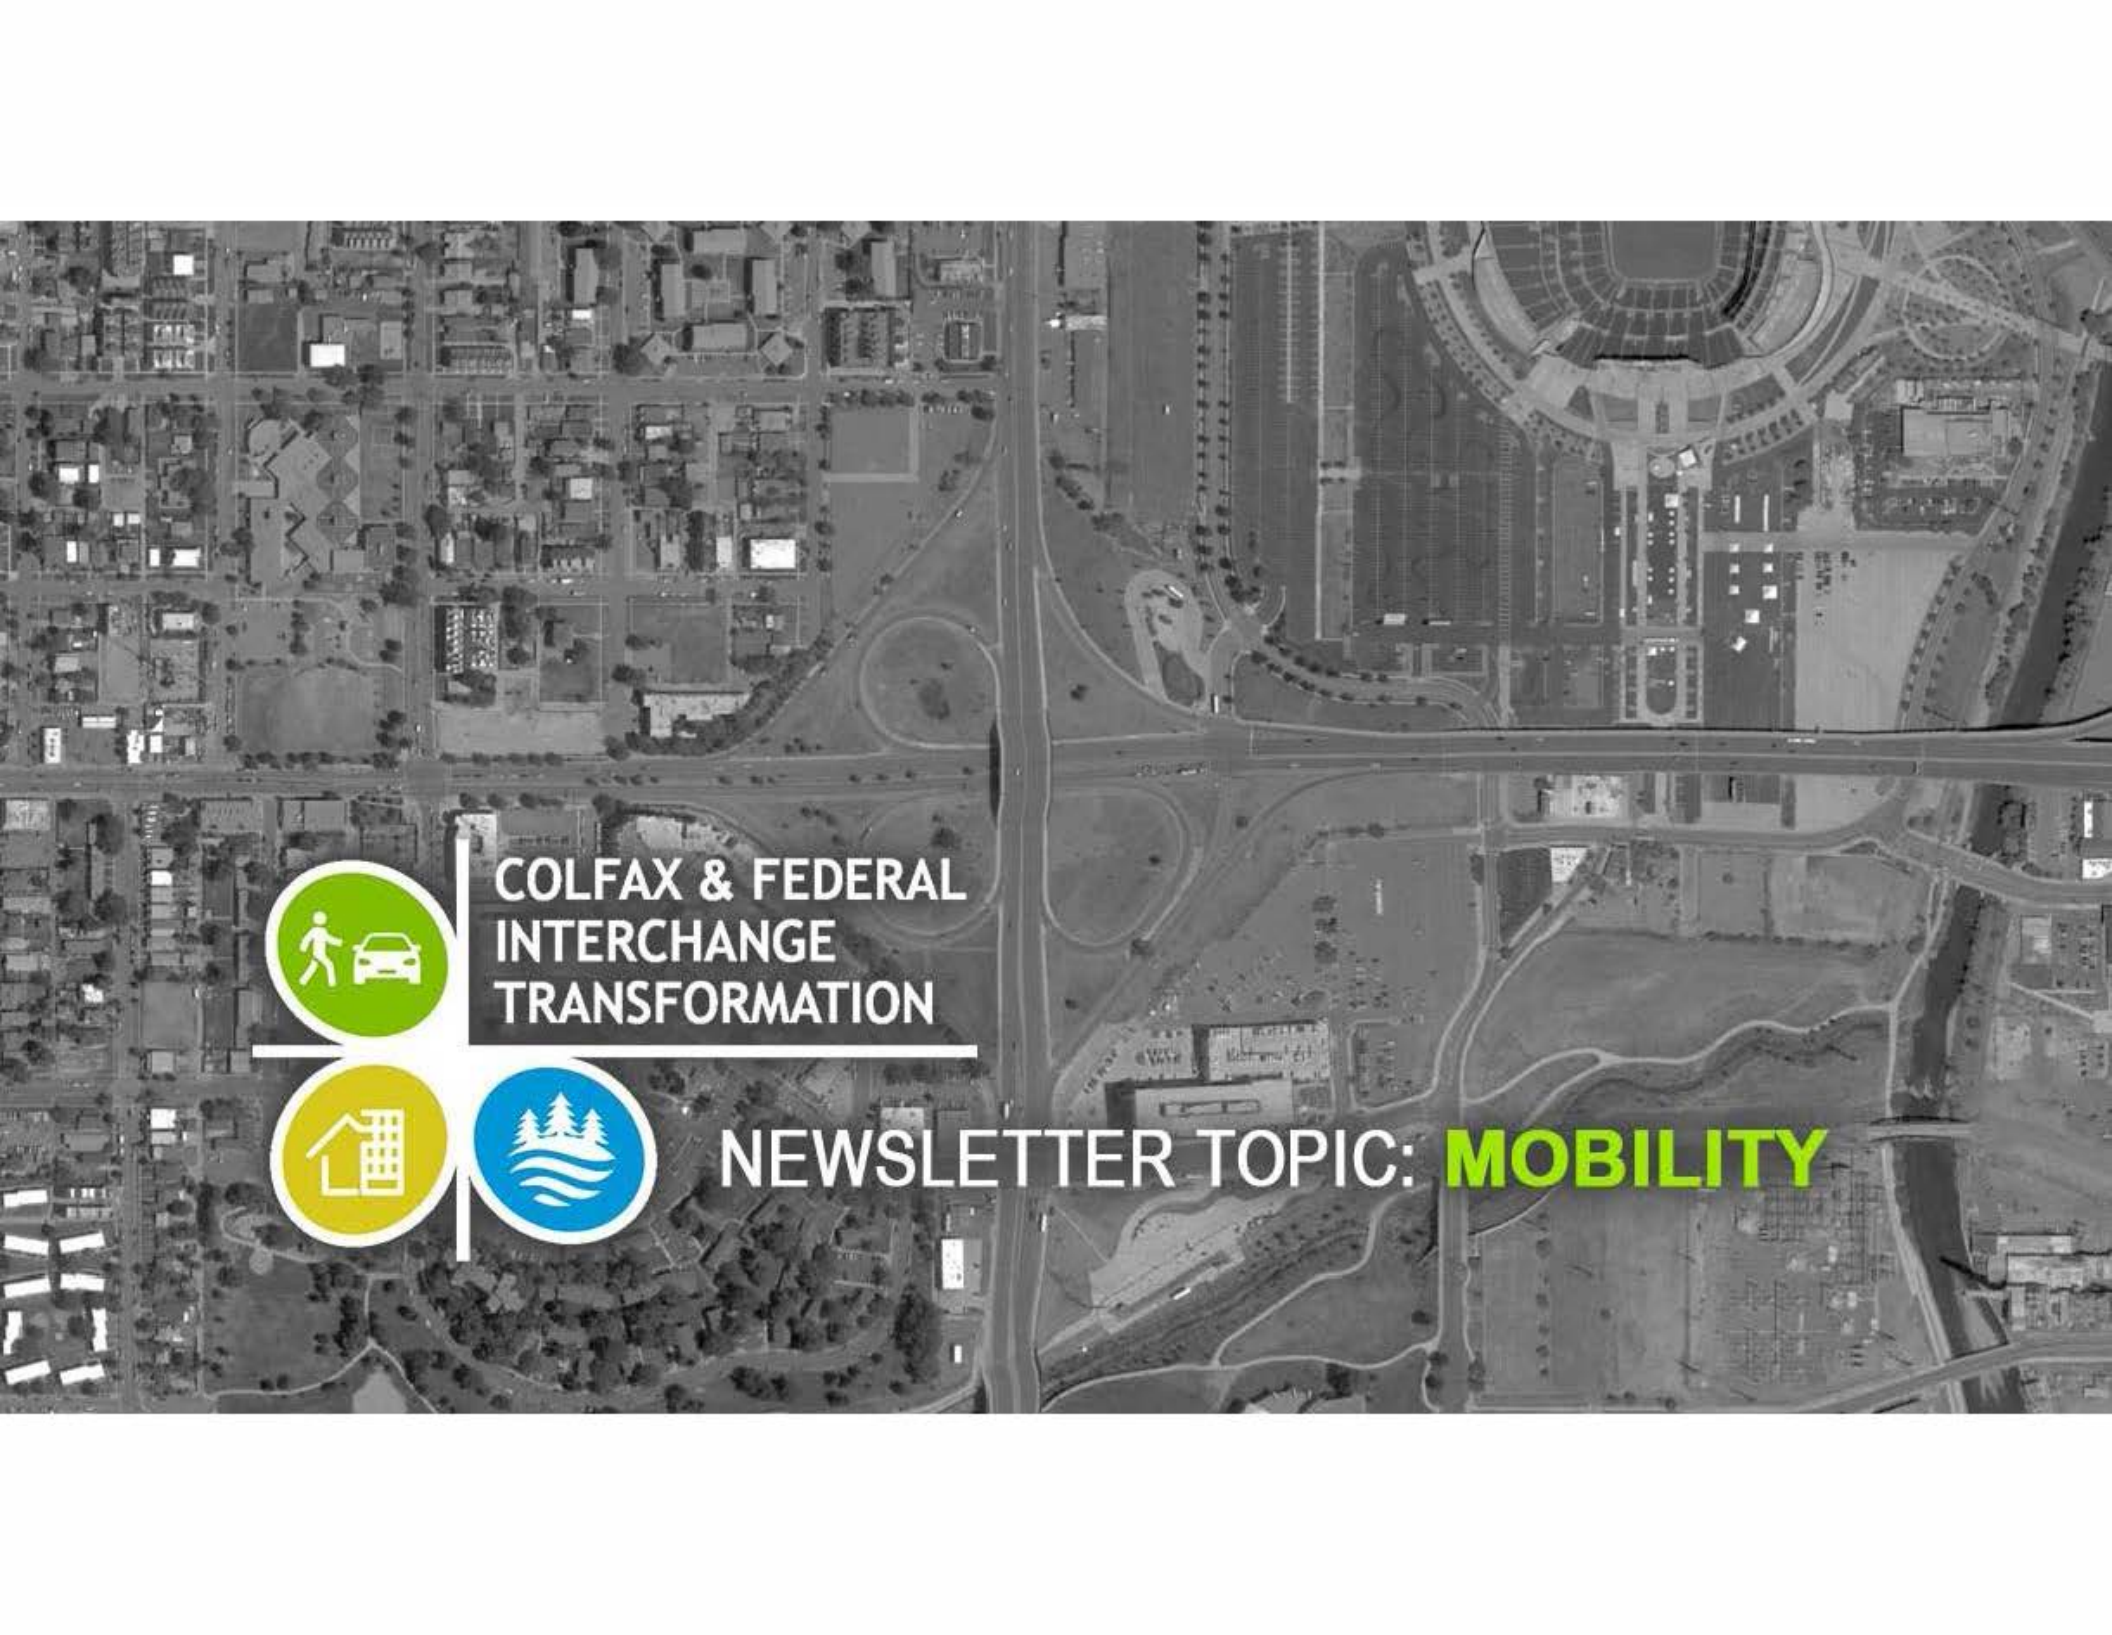 COLFAX & FEDERAL
INTERCHANGE
TRANSFORMATION
NEWSLETTER TOPIC: MOBILITY